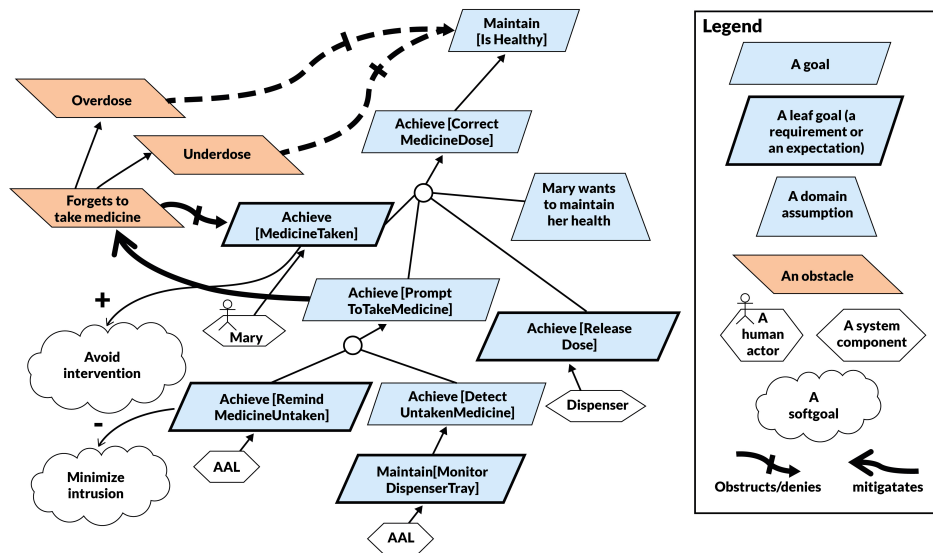 Maintain
[Is Healthy]
Overdose
Achieve [Correct
MedicineDose]
Underdose
Forgets to
take medicine
Achieve
[MedicineTaken]
Mary wants
to maintain
her health
Achieve [Prompt
ToTakeMedicine]
+
Mary
Avoid
intervention
Achieve [Release
Dose]
Achieve [Remind
MedicineUntaken]
Achieve [Detect
UntakenMedicine]
Dispenser
-
AAL
Minimize
intrusion
Maintain[Monitor
DispenserTray]
AAL
Legend
A goal
A leaf goal (a
requirement or
an expectation)
A domain
assumption
An obstacle
A
human
actor
A system
component
A
softgoal
Obstructs/denies
mitigatates